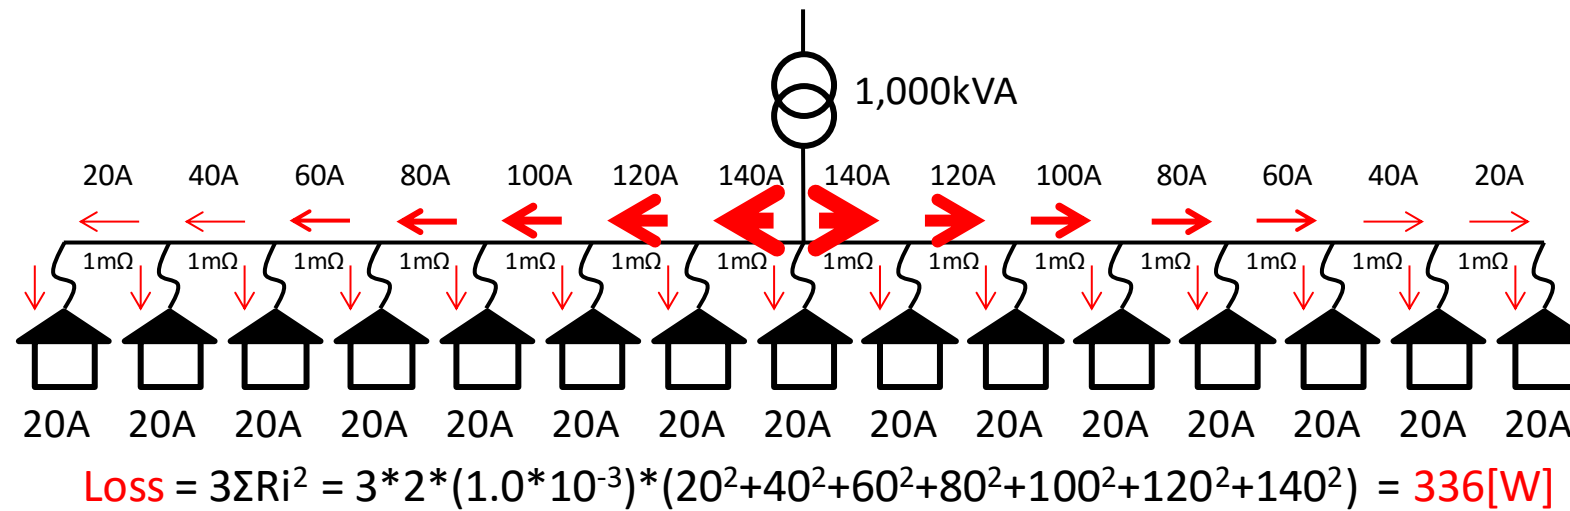 1,000kVA
20A 40A 60A 80A 100A 120A 140A 140A 120A 100A 80A 60A 40A 20A
1mΩ 1mΩ 1mΩ 1mΩ 1mΩ 1mΩ 1mΩ 1mΩ 1mΩ 1mΩ 1mΩ 1mΩ 1mΩ 1mΩ
20A 20A 20A 20A 20A 20A 20A 20A 20A 20A 20A 20A 20A 20A 20A
Loss = 3ΣRi² = 3*2*(1.0*10⁻³)*(20²+40²+60²+80²+100²+120²+140²) = 336[W]